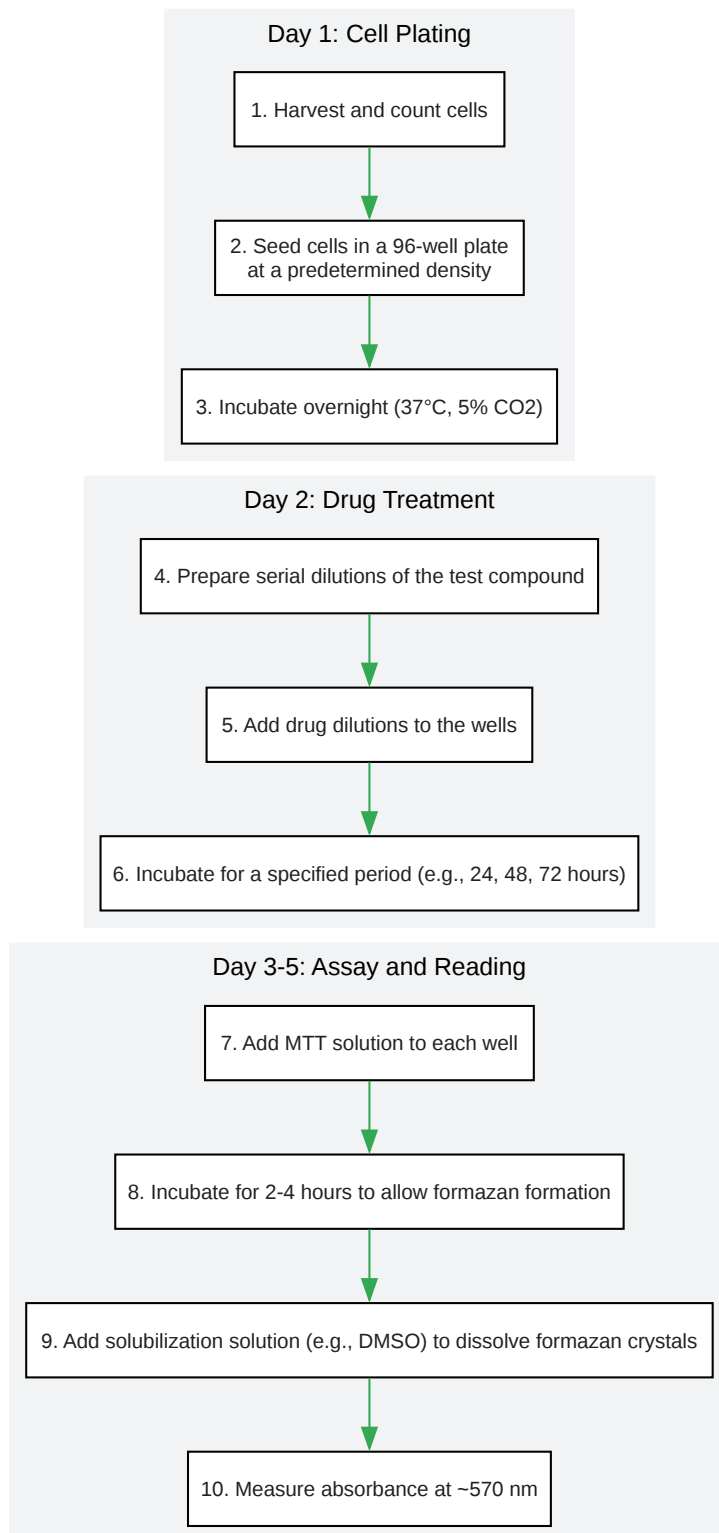 Day 1: Cell Plating
1. Harvest and count cells
2. Seed cells in a 96-well plate
at a predetermined density
3. Incubate overnight (37°C, 5% CO2)
Day 2: Drug Treatment
4. Prepare serial dilutions of the test compound
5. Add drug dilutions to the wells
6. Incubate for a specified period (e.g., 24, 48, 72 hours)
Day 3-5: Assay and Reading
7. Add MTT solution to each well
8. Incubate for 2-4 hours to allow formazan formation
9. Add solubilization solution (e.g., DMSO) to dissolve formazan crystals
10. Measure absorbance at ~570 nm